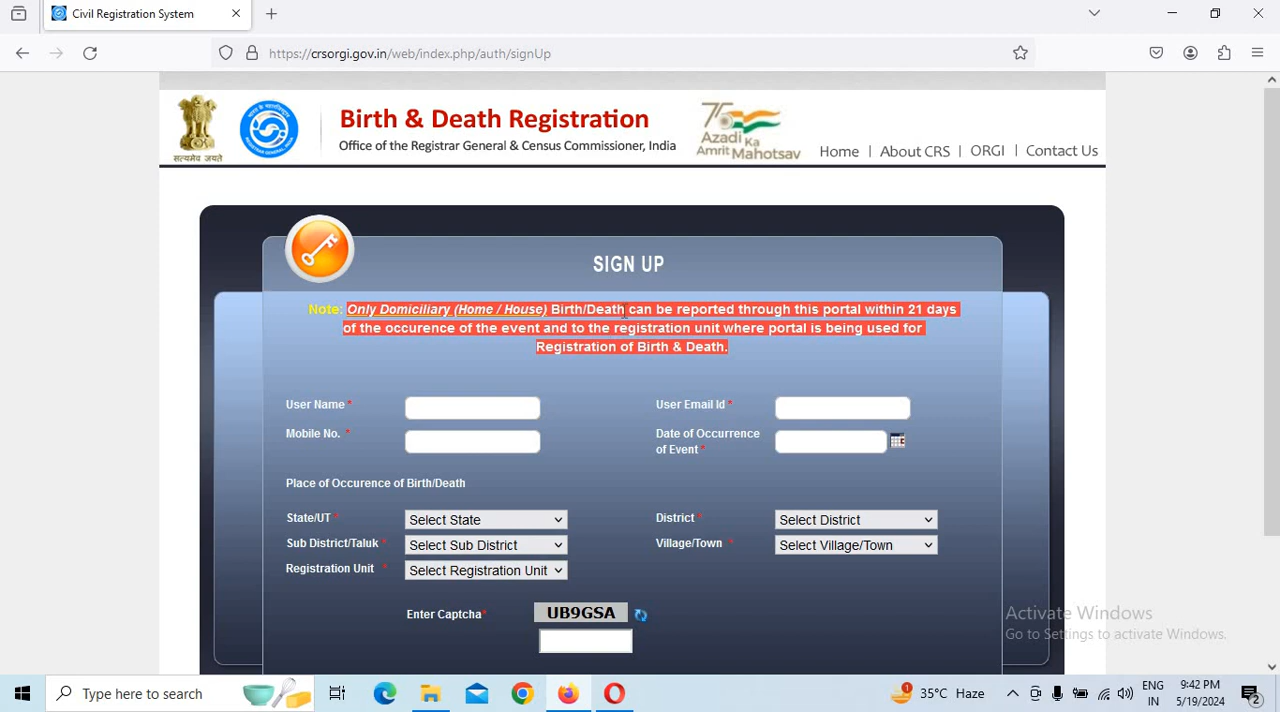 Civil Registration System
https://crsorgi.gov.in/web/index.php/auth/signUp
Birth & Death Registration
Office of the Registrar General & Census Commissioner, India
सत्यमेव जयते
75
Azadi Ka
Amrit Mahotsav
Home | About CRS | ORGI | Contact Us
SIGN UP
Note: Only Domiciliary (Home / House) Birth/Death can be reported through this portal within 21 days
of the occurence of the event and to the registration unit where portal is being used for
Registration of Birth & Death.
User Name * User Email Id *
Mobile No. * Date of Occurrence
of Event *
Place of Occurence of Birth/Death
State/UT * Select State District * Select District
Sub District/Taluk * Select Sub District Village/Town * Select Village/Town
Registration Unit * Select Registration Unit
Enter Captcha* UB9GSA
Activate Windows
Go to Settings to activate Windows.
Type here to search
1 35°C Haze
ENG
IN
9:42 PM
5/19/2024
2